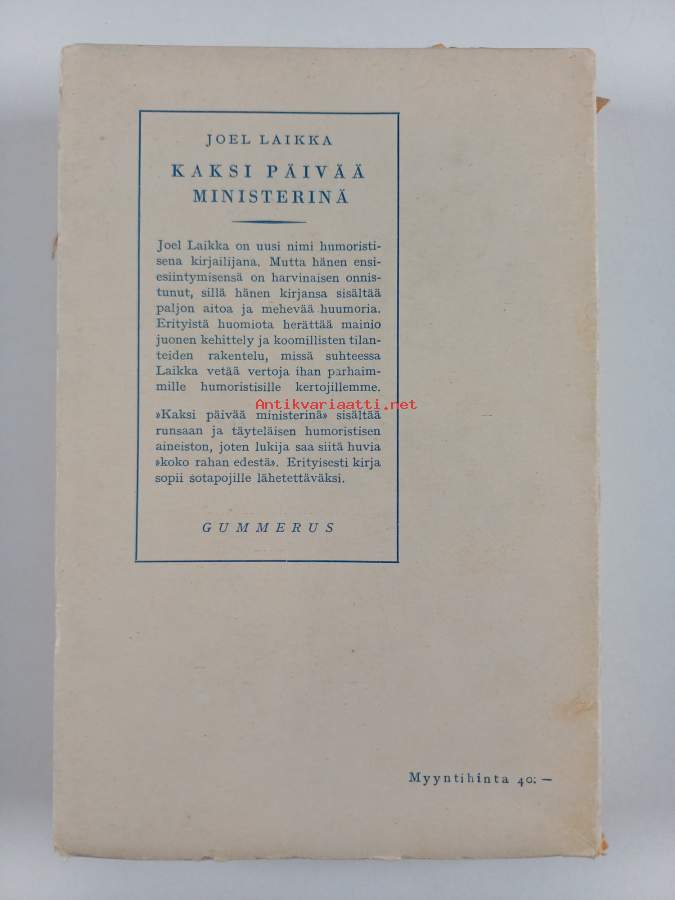 JOEL LAIKKA
KAKSI PÄIVÄÄ
MINISTERINÄ
Joel Laikka on uusi nimi humoristi-
sena kirjailijana. Mutta hänen ensi-
esiintymisensä on harvinaisen onnis-
tunut, sillä hänen kirjansa sisältää
paljon aitoa ja mehevää huumoria.
Erityistä huomiota herättää mainio
juonen kehittely ja koomillisten tilan-
teiden rakentelu, missä suhteessa
Laikka vetää vertoja ihan parhaim-
mille humoristisille kertojillemme.
Antikvariaatti.net
»Kaksi päivää ministerinä» sisältää
runsaan ja täyteläisen humoristisen
aineiston, joten lukija saa siitä huvia
»koko rahan edestä». Erityisesti kirja
sopii sotapojille lähetettäväksi.
GUMMERUS
Myyntihinta 40:—